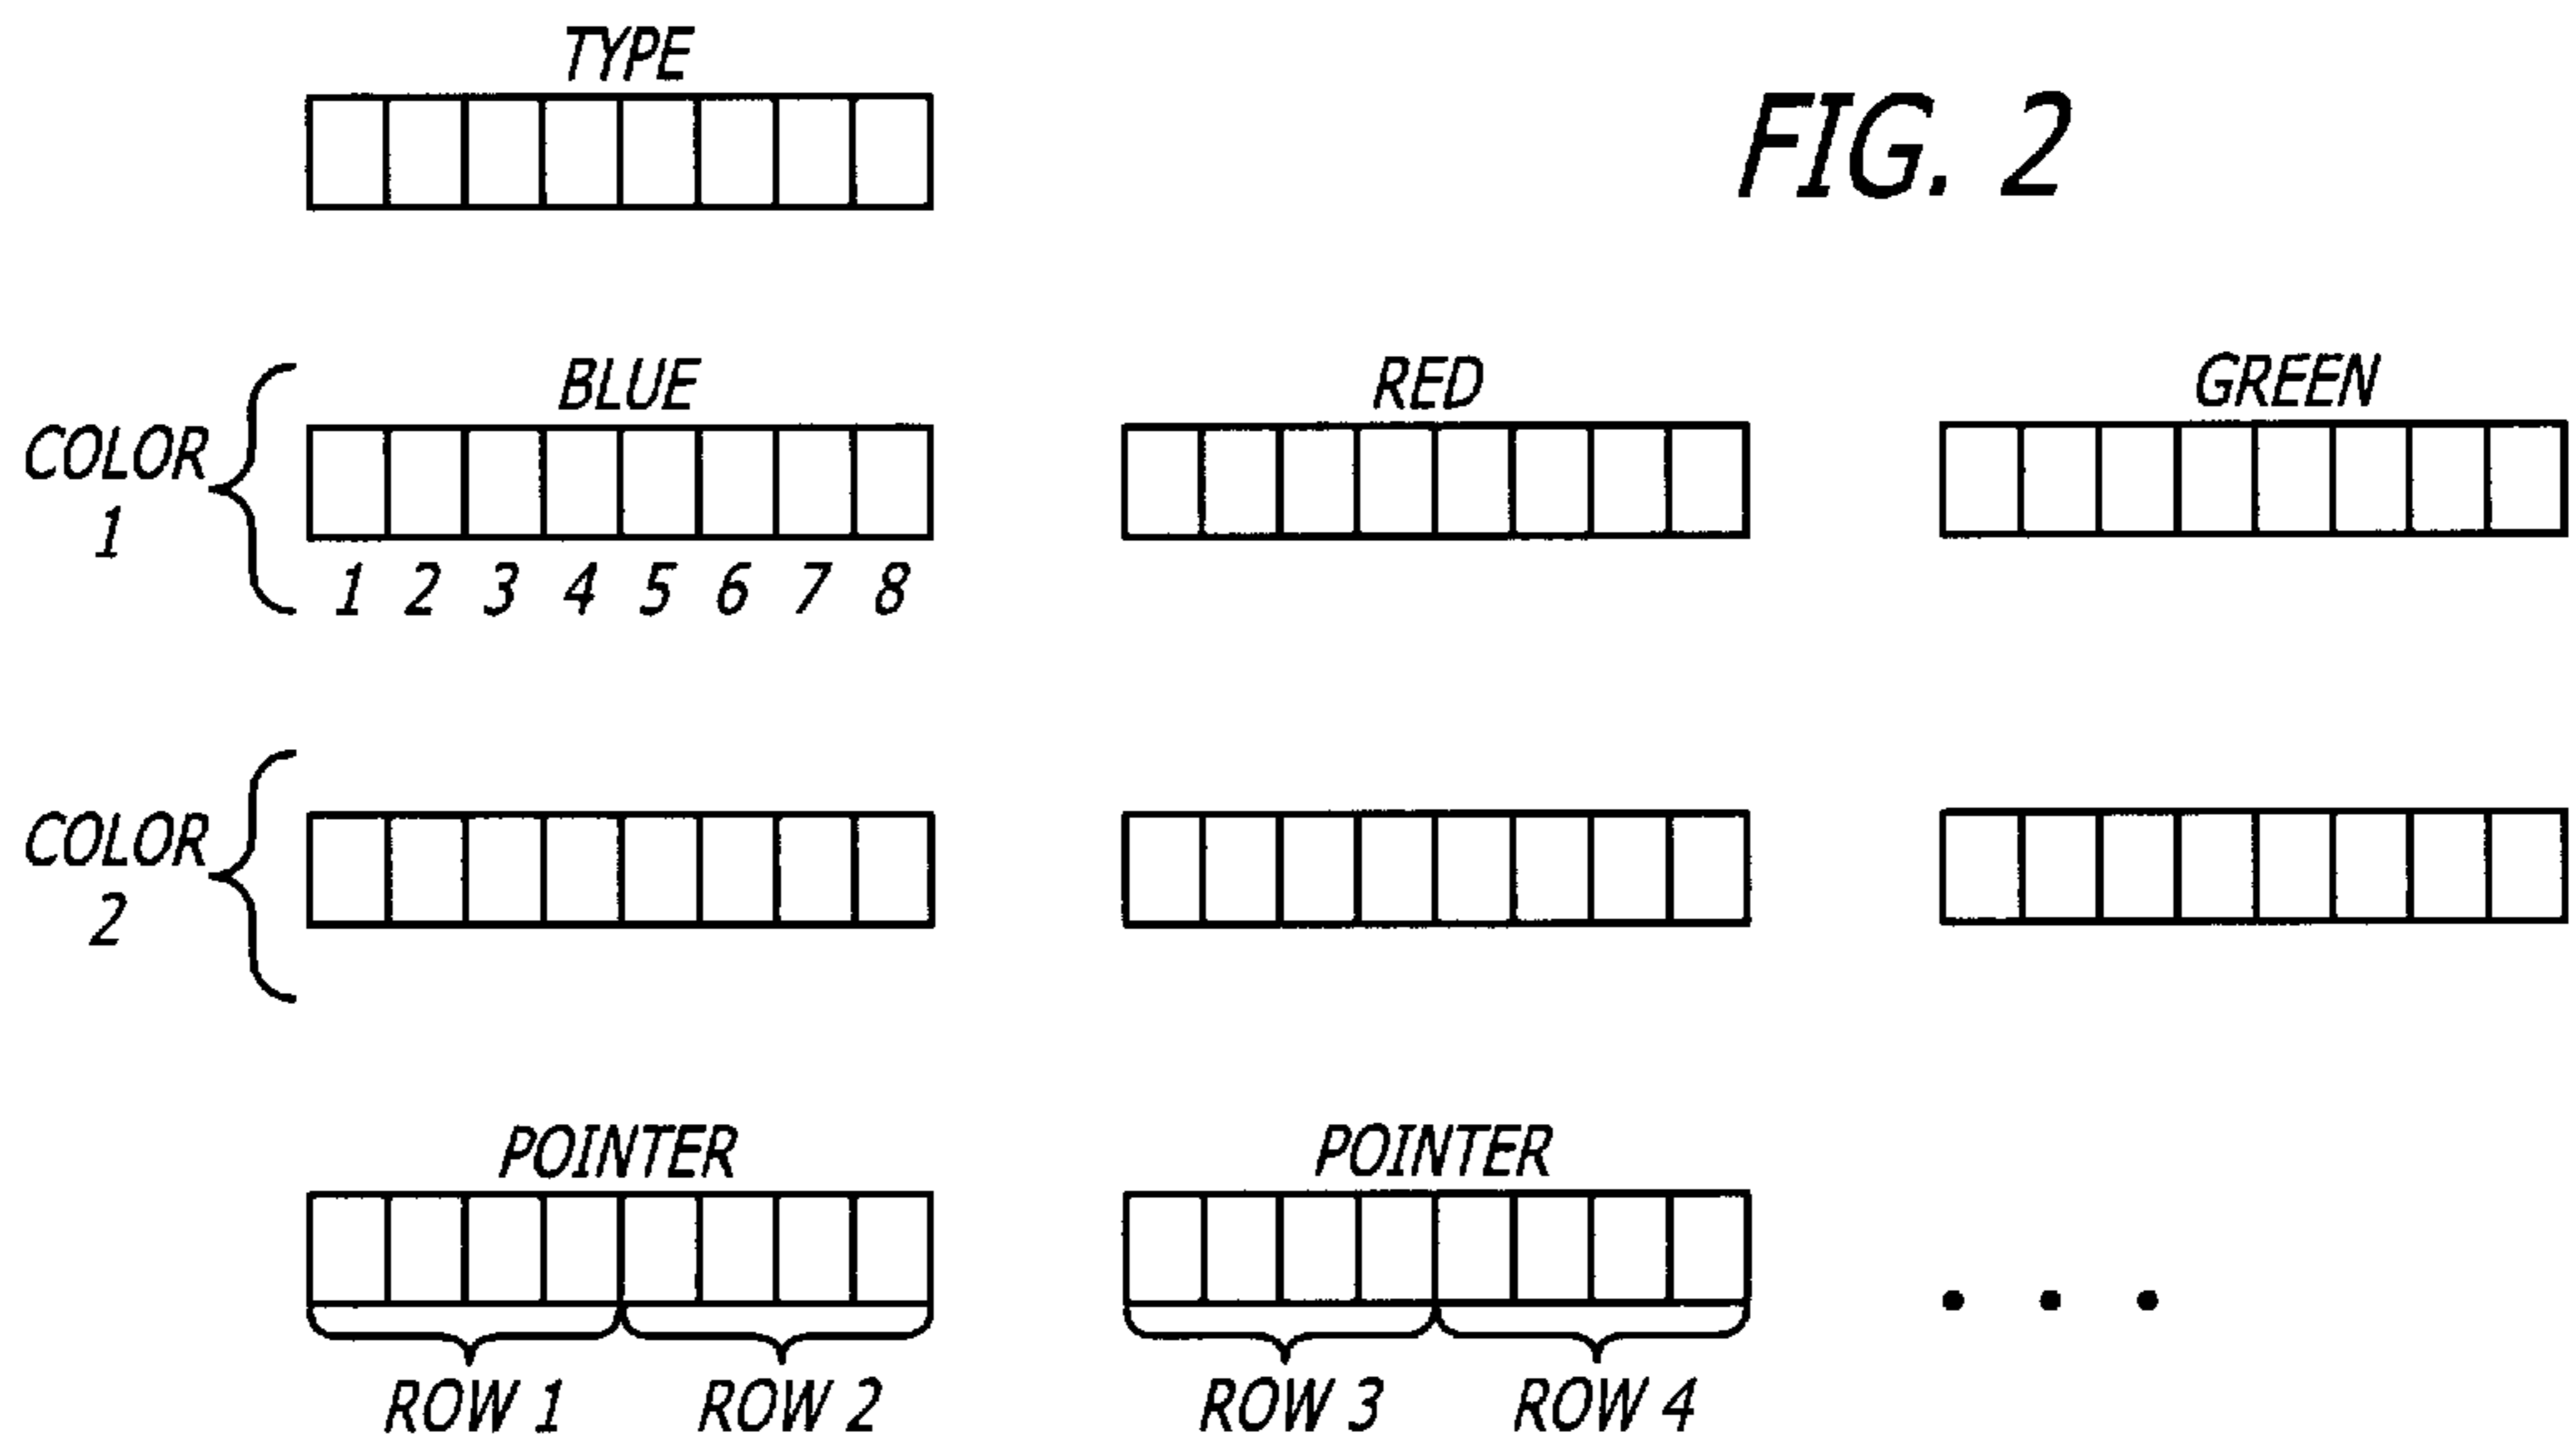 TYPE
FIG. 2
COLOR
1
BLUE
RED
GREEN
1 2 3 4 5 6 7 8
COLOR
2
POINTER
POINTER
ROW 1
ROW 2
ROW 3
ROW 4